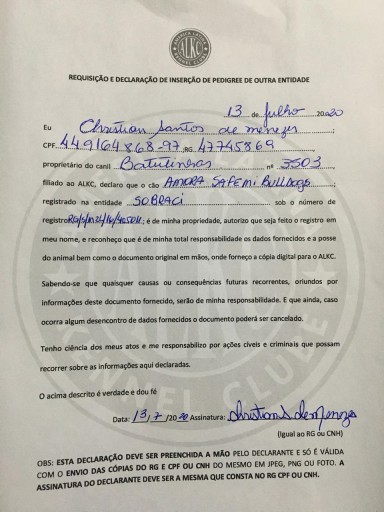 ALKC
REQUISIÇÃO E DECLARAÇÃO DE INSERÇÃO DE PEDIGREE DE OUTRA ENTIDADE
13 de Julho 2020
Eu Christian Santos de menezes;
CPF 449164868-97; RG 47745869
proprietário do canil Batutinhas nº 3503
filiado ao ALKC, declaro que o cão AMORA SAFEMI BULLDOGS
registrado na entidade SOBRACI sob o número de
registro; é de minha propriedade, autorizo que seja feito o registro em
meu nome, e reconheço que é de minha total responsabilidade os dados fornecidos e a posse
do animal bem como o documento original em mãos, onde forneço a cópia digital para o ALKC.
Sabendo-se que quaisquer causas ou consequências futuras recorrentes, oriundos por
informações deste documento fornecido, serão de minha responsabilidade. E que ainda, caso
ocorra algum desencontro de dados fornecidos o documento poderá ser cancelado.
Tenho ciência dos meus atos e me responsabilizo por ações cíveis e criminais que possam
recorrer sobre as informações aqui declaradas.
O acima descrito é verdade e dou fé
Data: 13/7/2020 Assinatura: Christian S de Menezes
(Igual ao RG ou CNH)
OBS: ESTA DECLARAÇÃO DEVE SER PREENCHIDA A MÃO PELO DECLARANTE E SÓ É VÁLIDA
COM O ENVIO DAS CÓPIAS DO RG E CPF OU CNH DO MESMO EM JPEG, PNG OU FOTO. A
ASSINATURA DO DECLARANTE DEVE SER A MESMA QUE CONSTA NO RG CPF OU CNH.